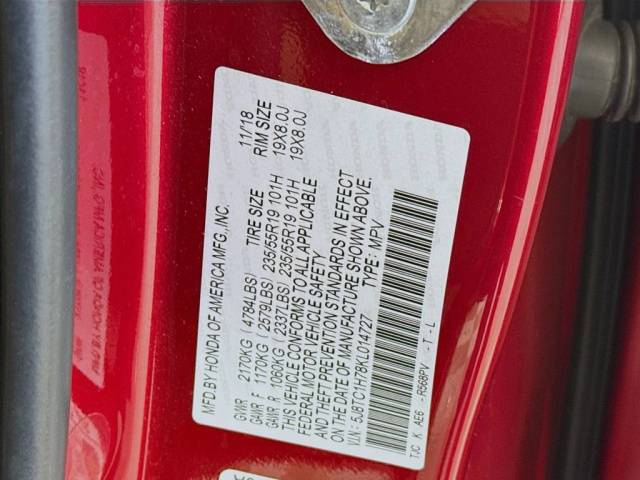 MFD.BY HONDA OF AMERICA MFG.,INC. 11/18
TIRE SIZE RIM SIZE
GVWR 2170KG (4784LBS)
GAWR F 1170KG (2579LBS) 235/55R19 101H 19X8.0J
GAWR R 1060KG (2337LBS) 235/55R19 101H 19X8.0J
THIS VEHICLE CONFORMS TO ALL APPLICABLE
FEDERAL MOTOR VEHICLE SAFETY
AND THEFT PREVENTION STANDARDS IN EFFECT
ON THE DATE OF MANUFACTURE SHOWN ABOVE.
V.I.N.: 5J8TC1H78KL014727 TYPE: MPV
TJC K AE6 -R568PV - T - L